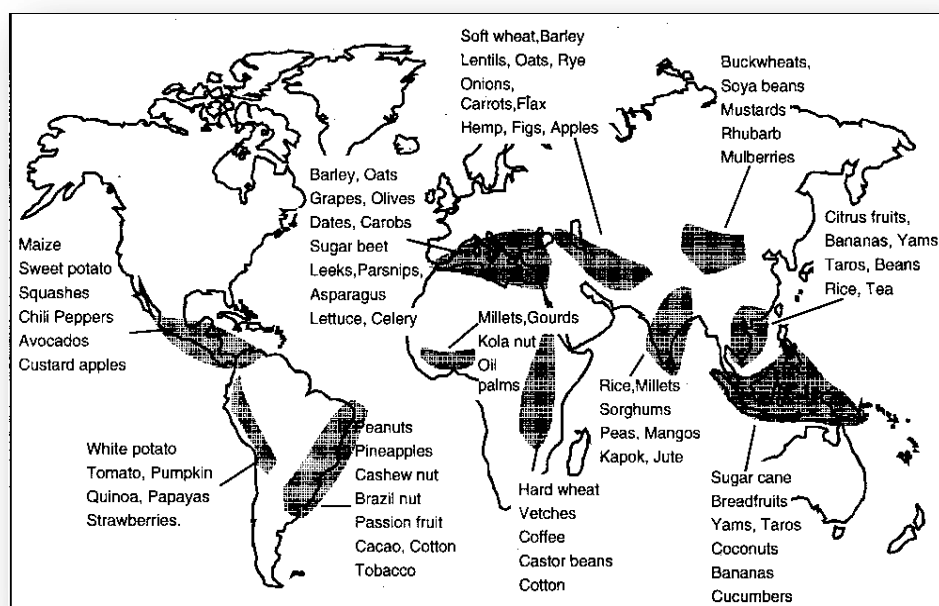 Soft wheat,Barley
Lentils, Oats, Rye
Onions,
Carrots,Flax
Hemp, Figs, Apples
Buckwheats,
Soya beans
Mustards
Rhubarb
Mulberries
Barley, Oats
Grapes, Olives
Dates, Carobs
Sugar beet
Leeks,Parsnips,
Asparagus
Lettuce, Celery
Citrus fruits,
Bananas, Yams
Taros, Beans
Rice, Tea
Maize
Sweet potato
Squashes
Chili Peppers
Avocados
Custard apples
Millets,Gourds
Kola nut
Oil
palms
Rice,Millets
Sorghums
Peas, Mangos
Kapok, Jute
White potato
Tomato, Pumpkin
Quinoa, Papayas
Strawberries.
Peanuts
Pineapples
Cashew nut
Brazil nut
Passion fruit
Cacao, Cotton
Tobacco
Hard wheat
Vetches
Coffee
Castor beans
Cotton
Sugar cane
Breadfruits
Yams, Taros
Coconuts
Bananas
Cucumbers